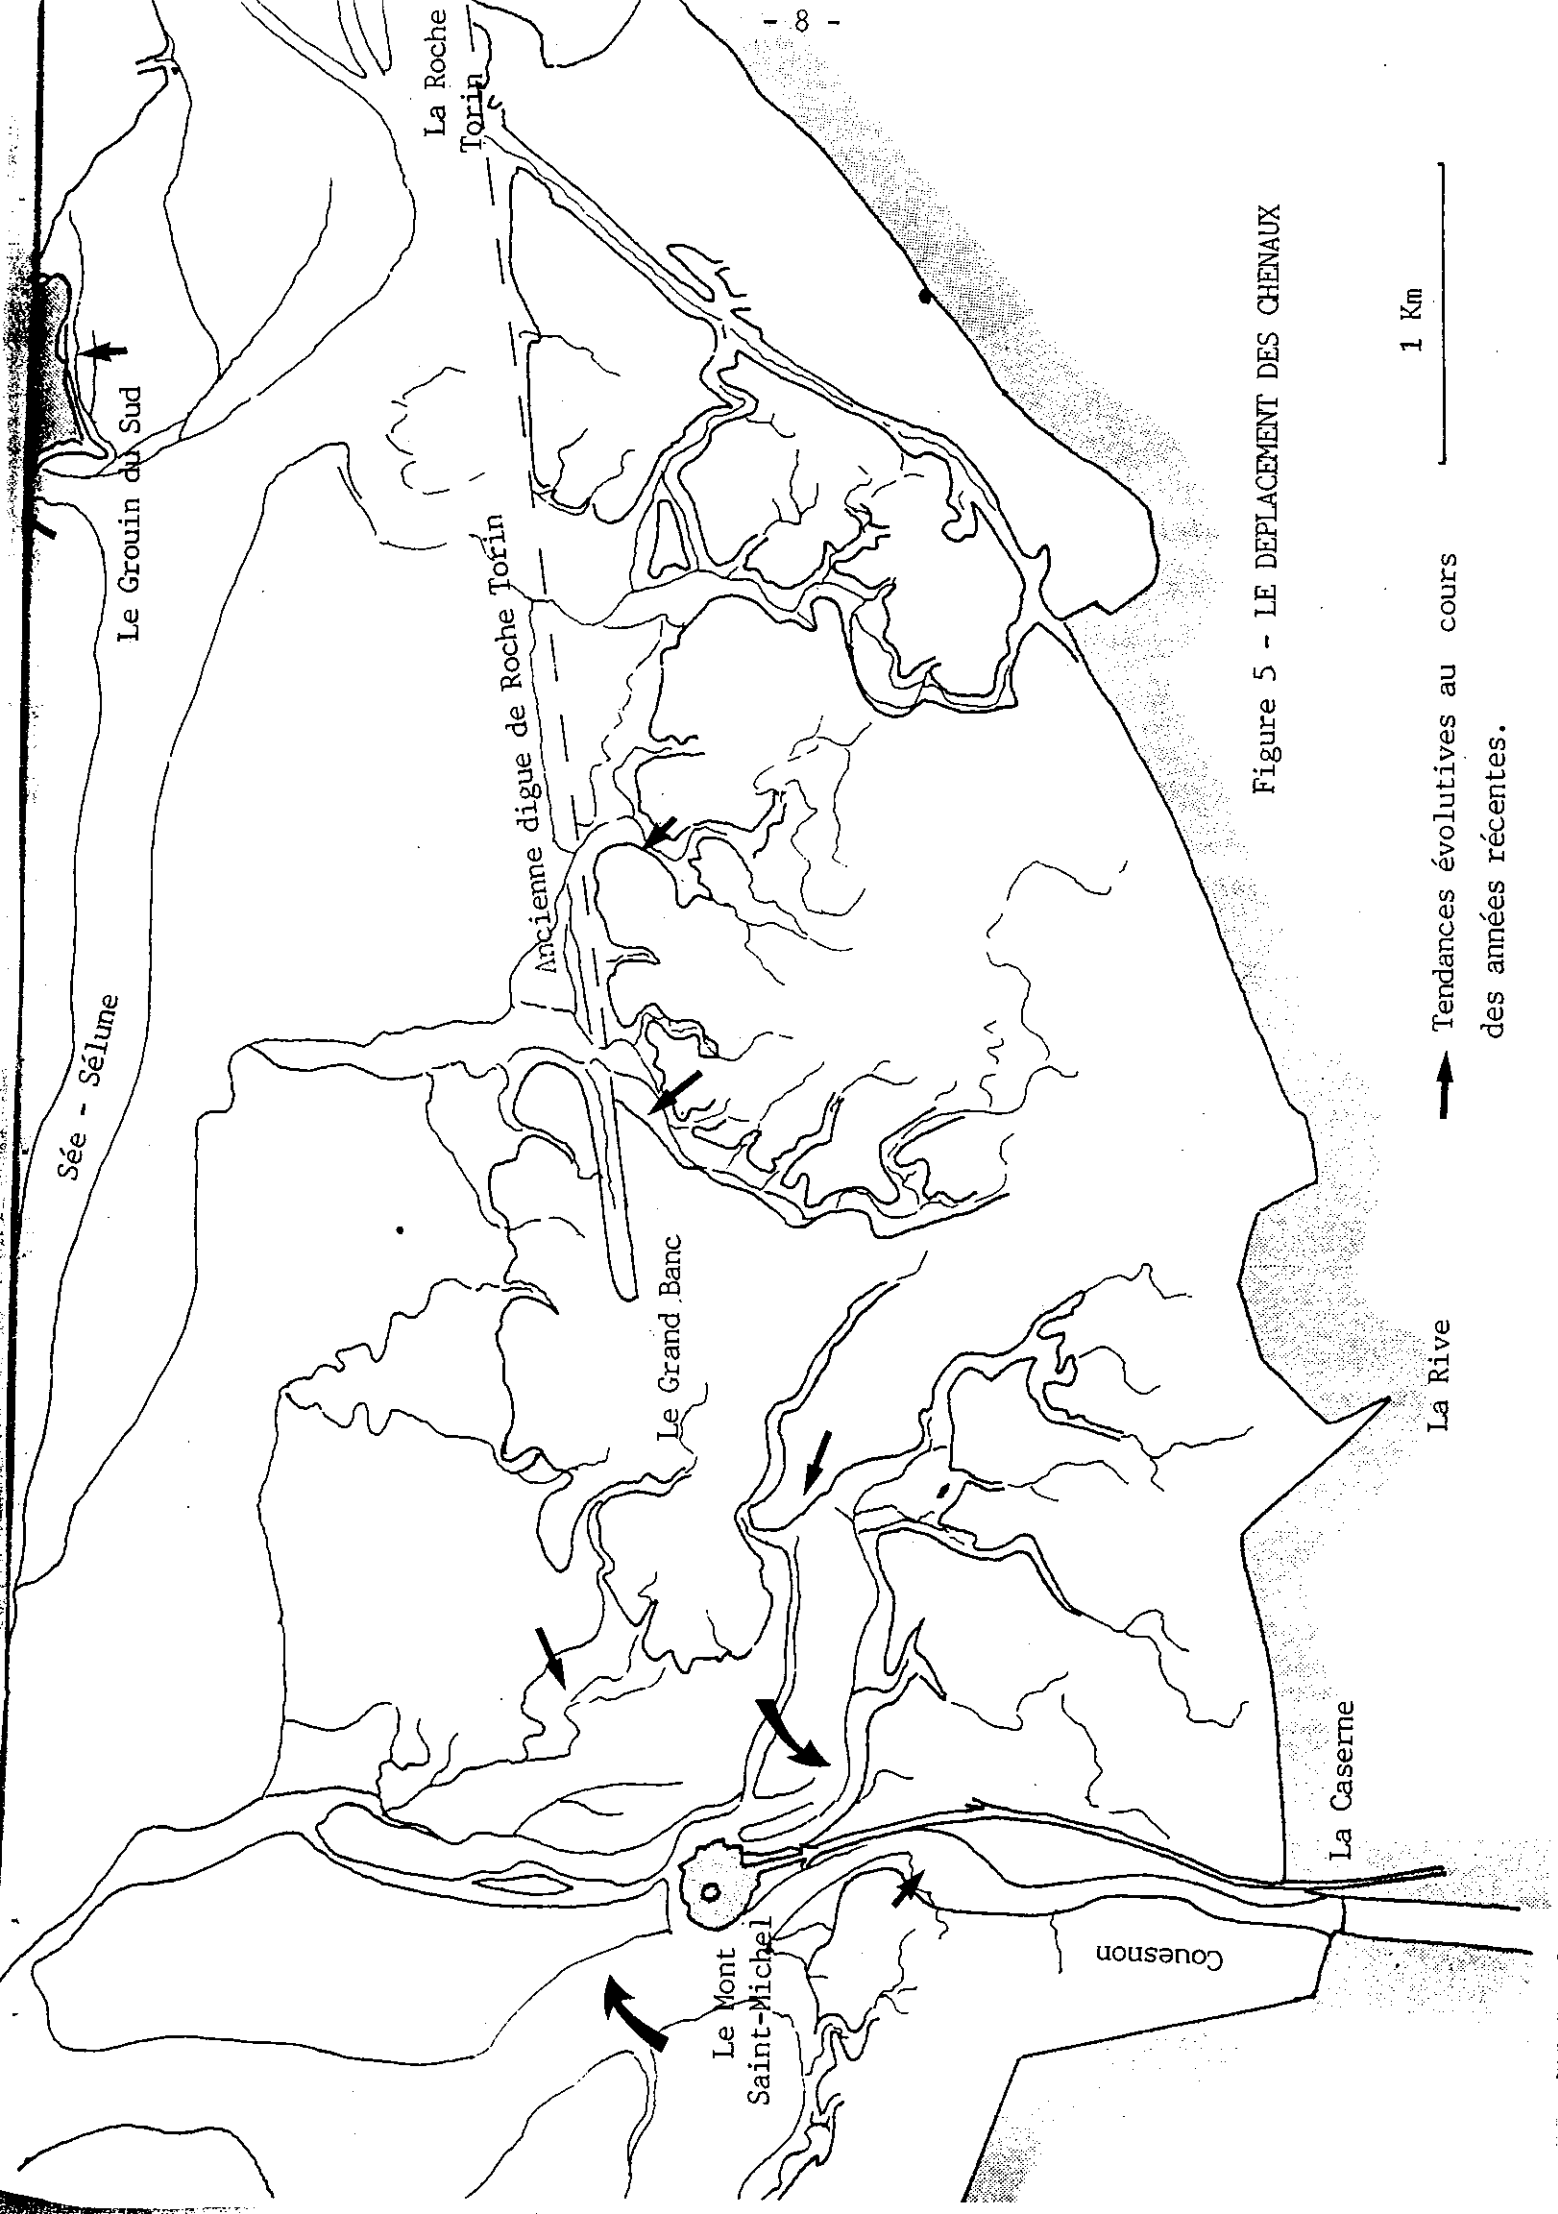 - 8 -
La Roche
Torin
Le Grouin du Sud
Ancienne digue de Roche Torin
Sée - Sélune
Le Grand Banc
Le Mont
Saint-Michel
Couesnon
La Caserne
La Rive
Figure 5 - LE DEPLACEMENT DES CHENAUX
1 Km
Tendances évolutives au cours
des années récentes.